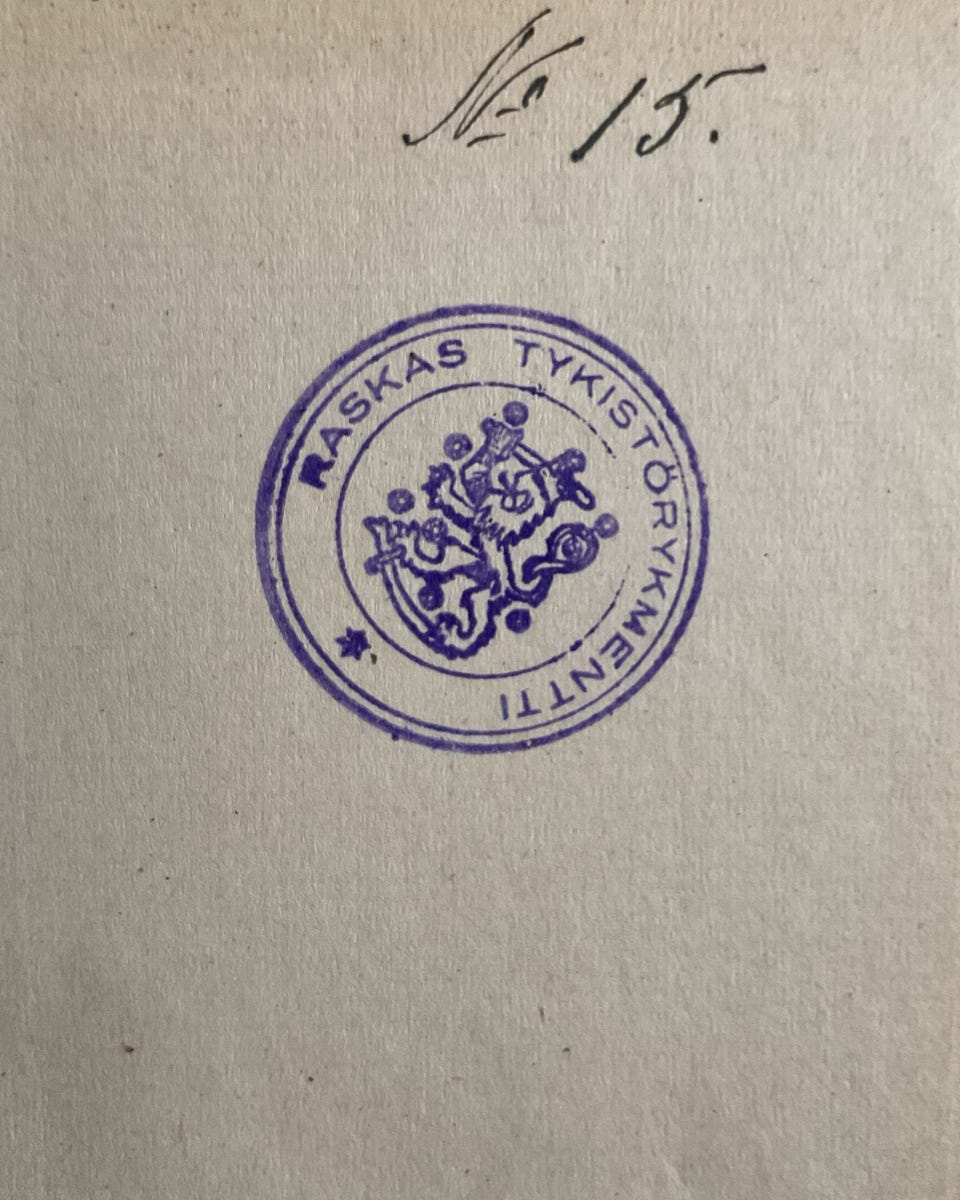 № 15.
RASKAS TYKISTÖRYKMENTTI